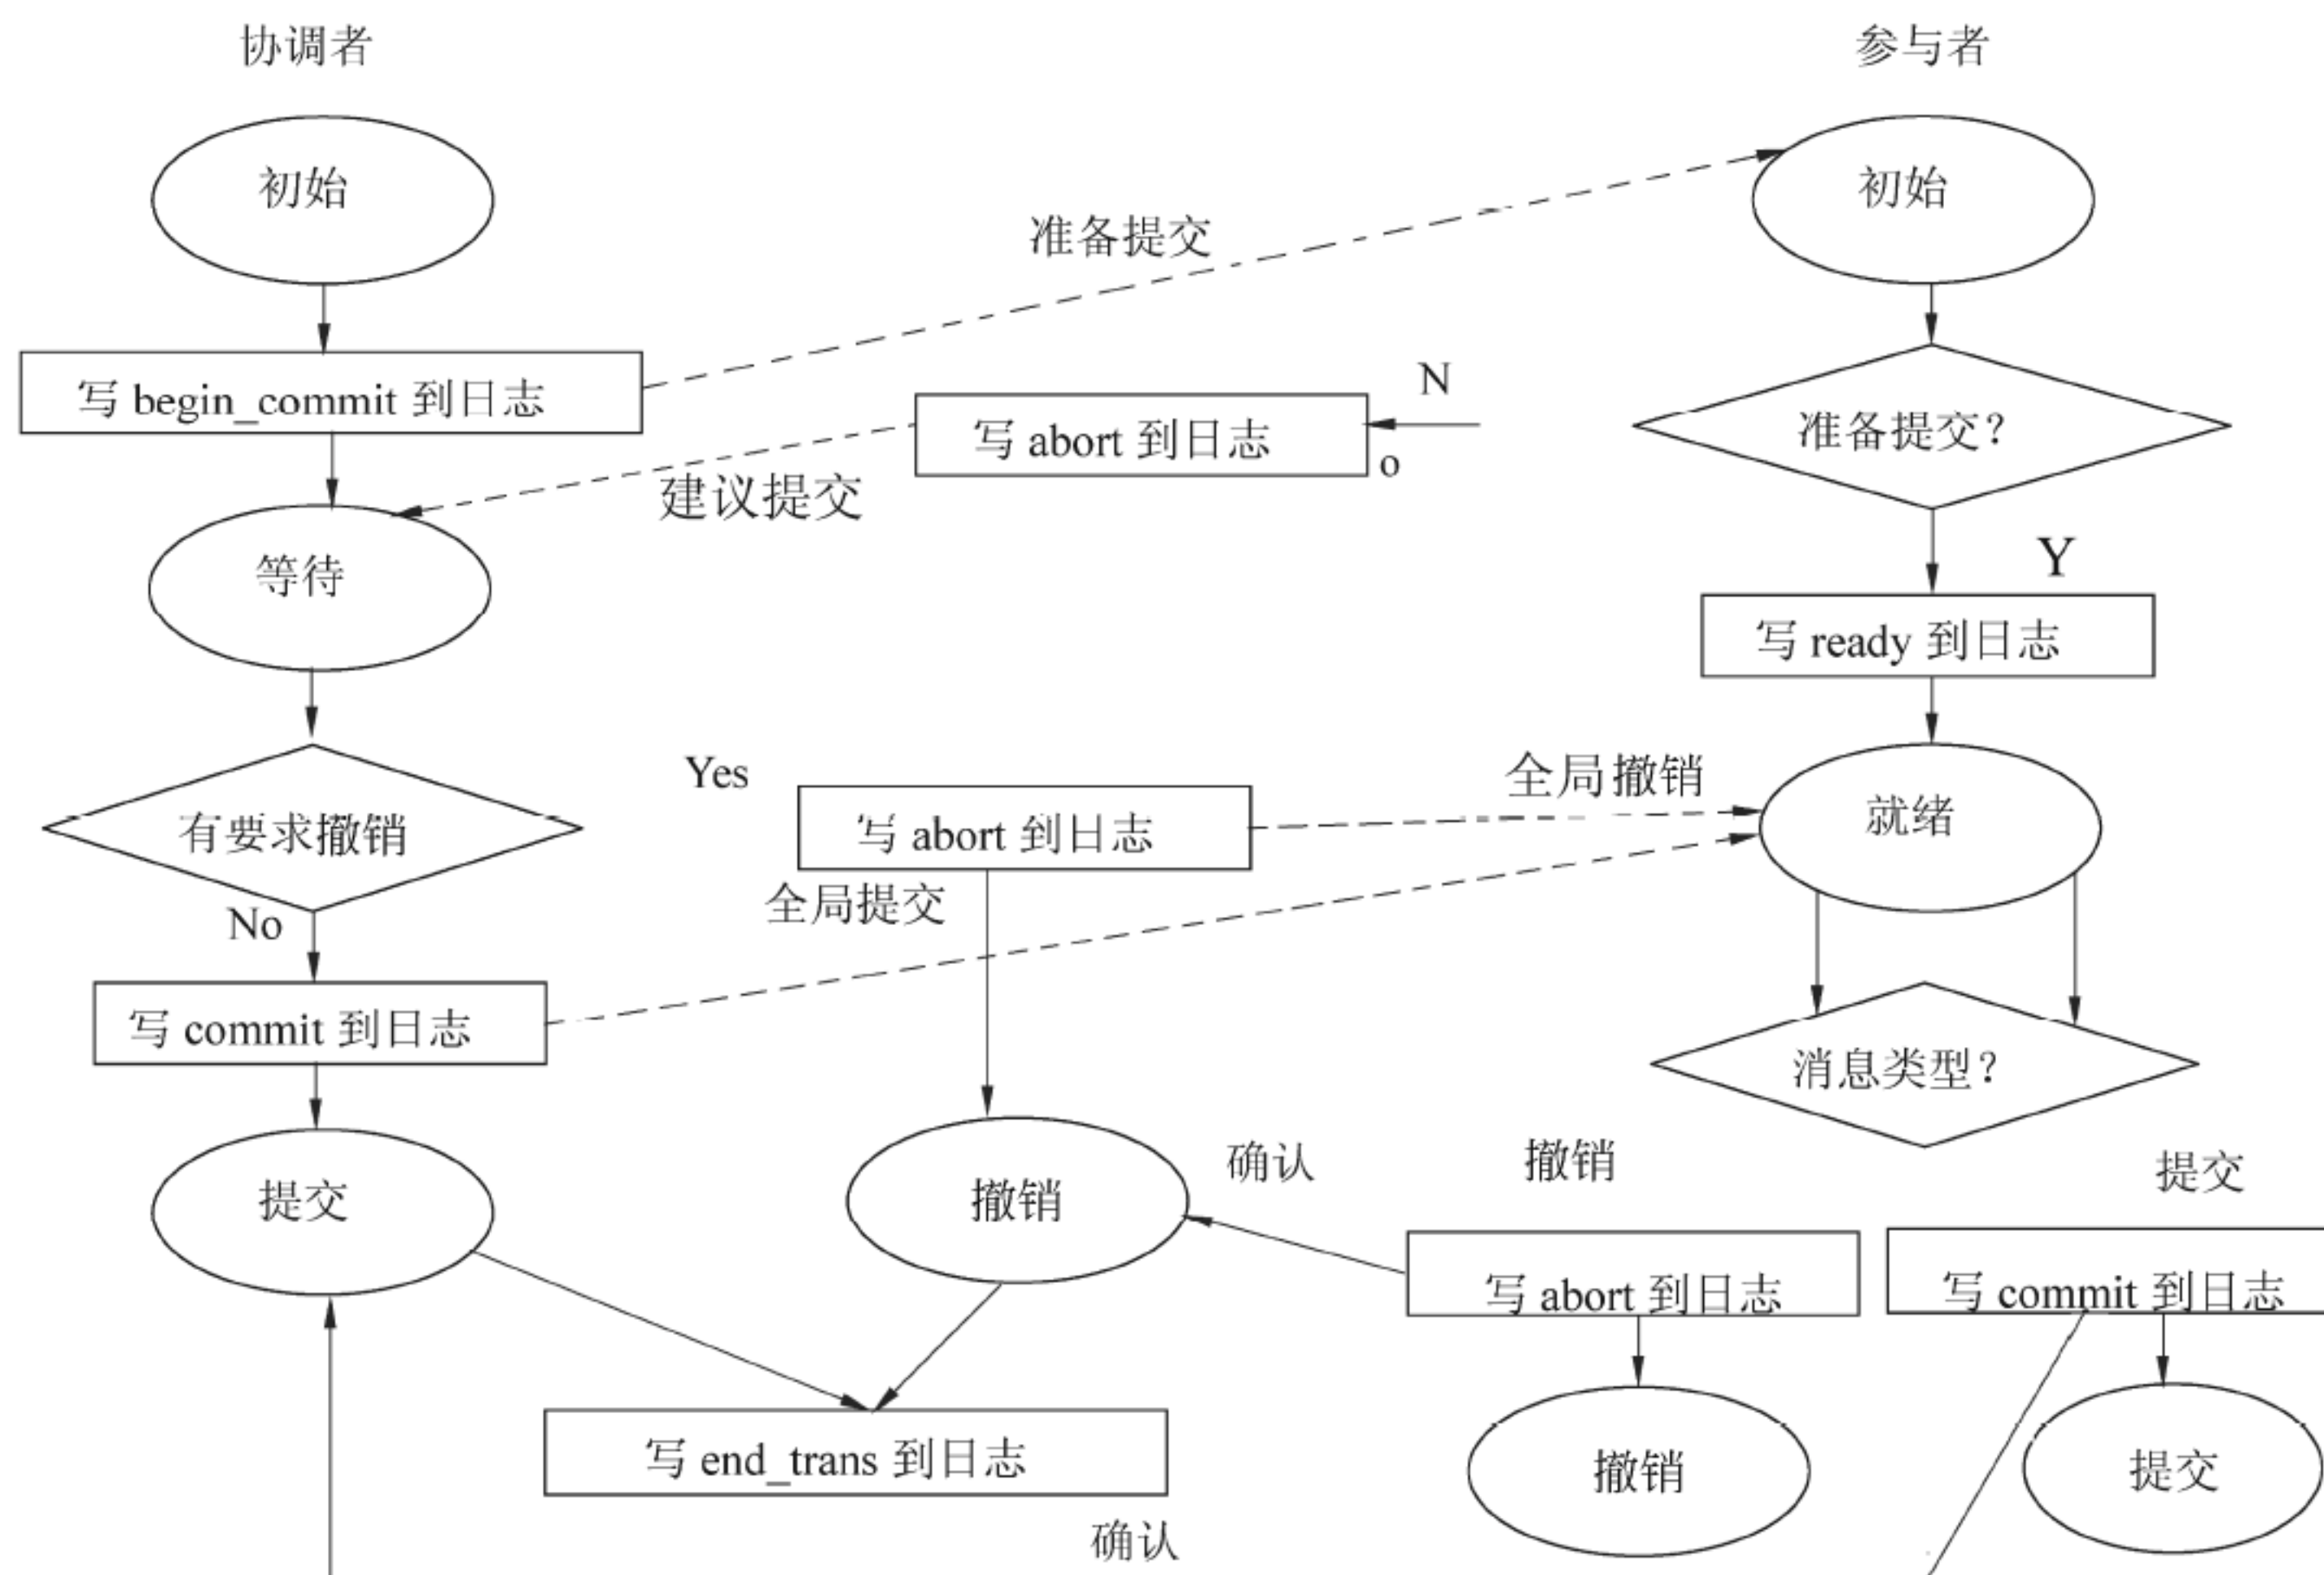 协调者
参与者
初始
初始
准备提交
写 begin_commit 到日志
N
o
写 abort 到日志
准备提交?
建议提交
等待
Y
写 ready 到日志
Yes
全局撤销
有要求撤销
写 abort 到日志
就绪
全局提交
No
写 commit 到日志
消息类型?
提交
撤销
确认
撤销
提交
写 abort 到日志
写 commit 到日志
写 end_trans 到日志
撤销
提交
确认